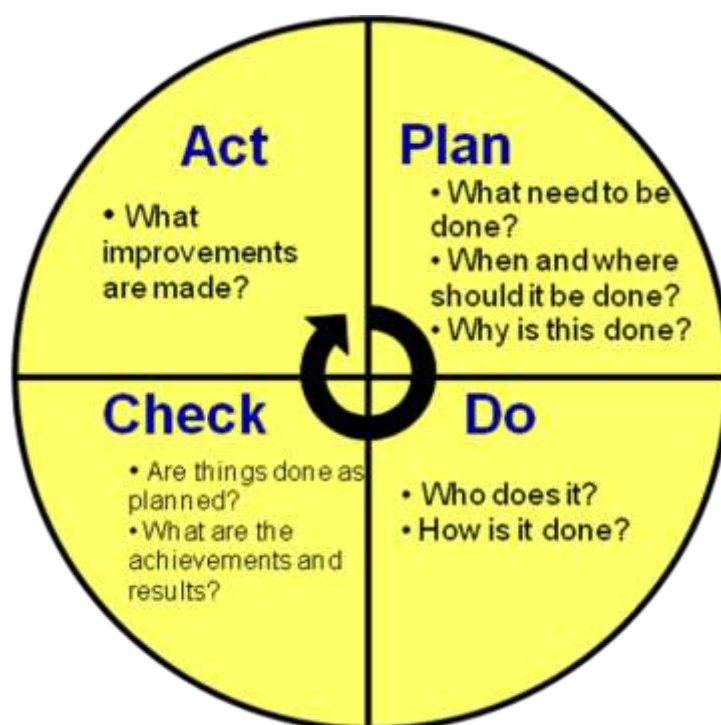 Act
• What
improvements
are made?
Plan
• What need to be
done?
• When and where
should it be done?
• Why is this done?
Check
• Are things done as
planned?
• What are the
achievements and
results?
Do
• Who does it?
• How is it done?